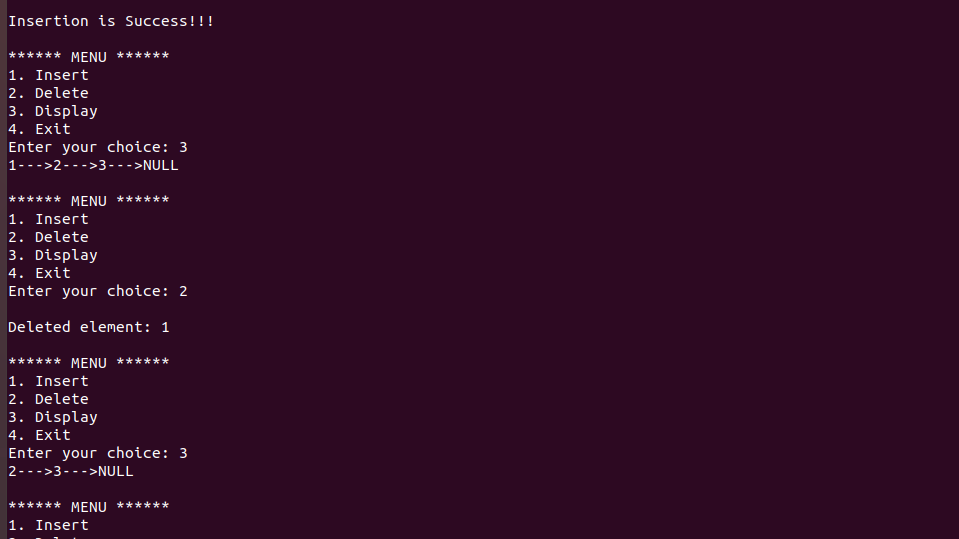 Insertion is Success!!!
****** MENU ******
1. Insert
2. Delete
3. Display
4. Exit
Enter your choice: 3
1--->2--->3--->NULL
****** MENU ******
1. Insert
2. Delete
3. Display
4. Exit
Enter your choice: 2
Deleted element: 1
****** MENU ******
1. Insert
2. Delete
3. Display
4. Exit
Enter your choice: 3
2--->3--->NULL
****** MENU ******
1. Insert